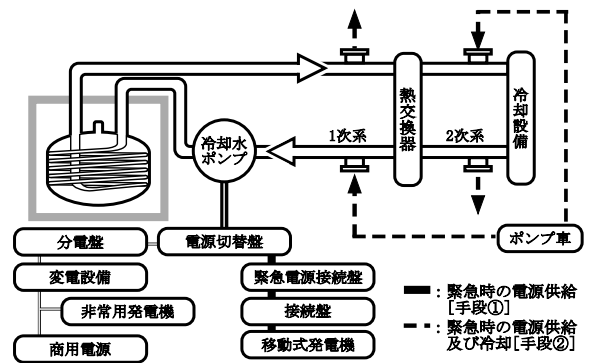 熱交換器
冷却設備
冷却水
ポンプ
1次系
2次系
ポンプ車
分電盤
電源切替盤
変電設備
緊急電源接続盤
非常用発電機
接続盤
商用電源
移動式発電機
：緊急時の電源供給
[手段①]
：緊急時の電源供給
及び冷却[手段②]